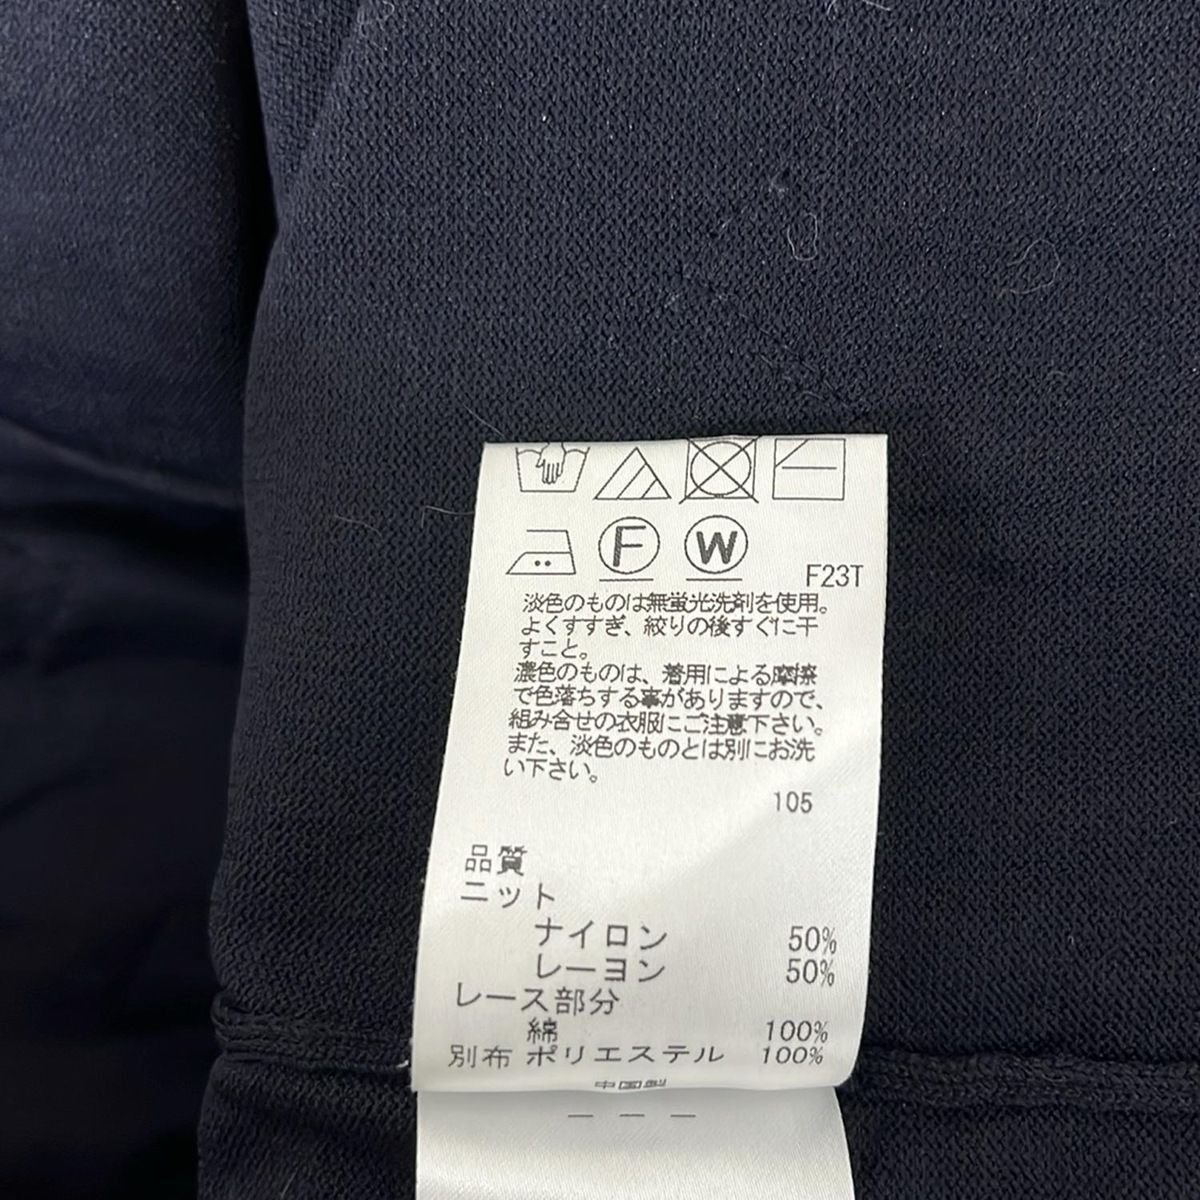 F
W
F23T
淡色のものは無蛍光洗剤を使用。
よくすすぎ、絞りの後すぐに干
すこと。
濃色のものは、着用による摩擦
で色落ちする事がありますので、
組み合せの衣服にご注意下さい。
また、淡色のものとは別にお洗
い下さい。
105
品質
ニット
ナイロン 50%
レーヨン 50%
レース部分
綿 100%
別布 ポリエステル 100%
中国製